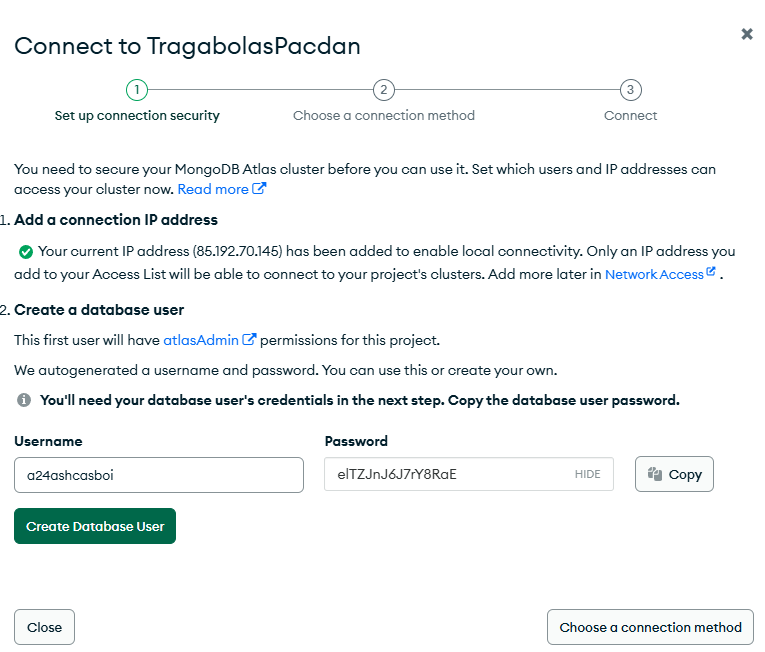 Connect to TragabolasPacdan
1 2 3
Set up connection security Choose a connection method Connect
You need to secure your MongoDB Atlas cluster before you can use it. Set which users and IP addresses can
access your cluster now. Read more
1. Add a connection IP address
Your current IP address (85.192.70.145) has been added to enable local connectivity. Only an IP address you
add to your Access List will be able to connect to your project's clusters. Add more later in Network Access .
2. Create a database user
This first user will have atlasAdmin permissions for this project.
We autogenerated a username and password. You can use this or create your own.
You'll need your database user's credentials in the next step. Copy the database user password.
Username Password
a24ashcasboi elTZJnJ6J7rY8RaE HIDE Copy
Create Database User
Close Choose a connection method